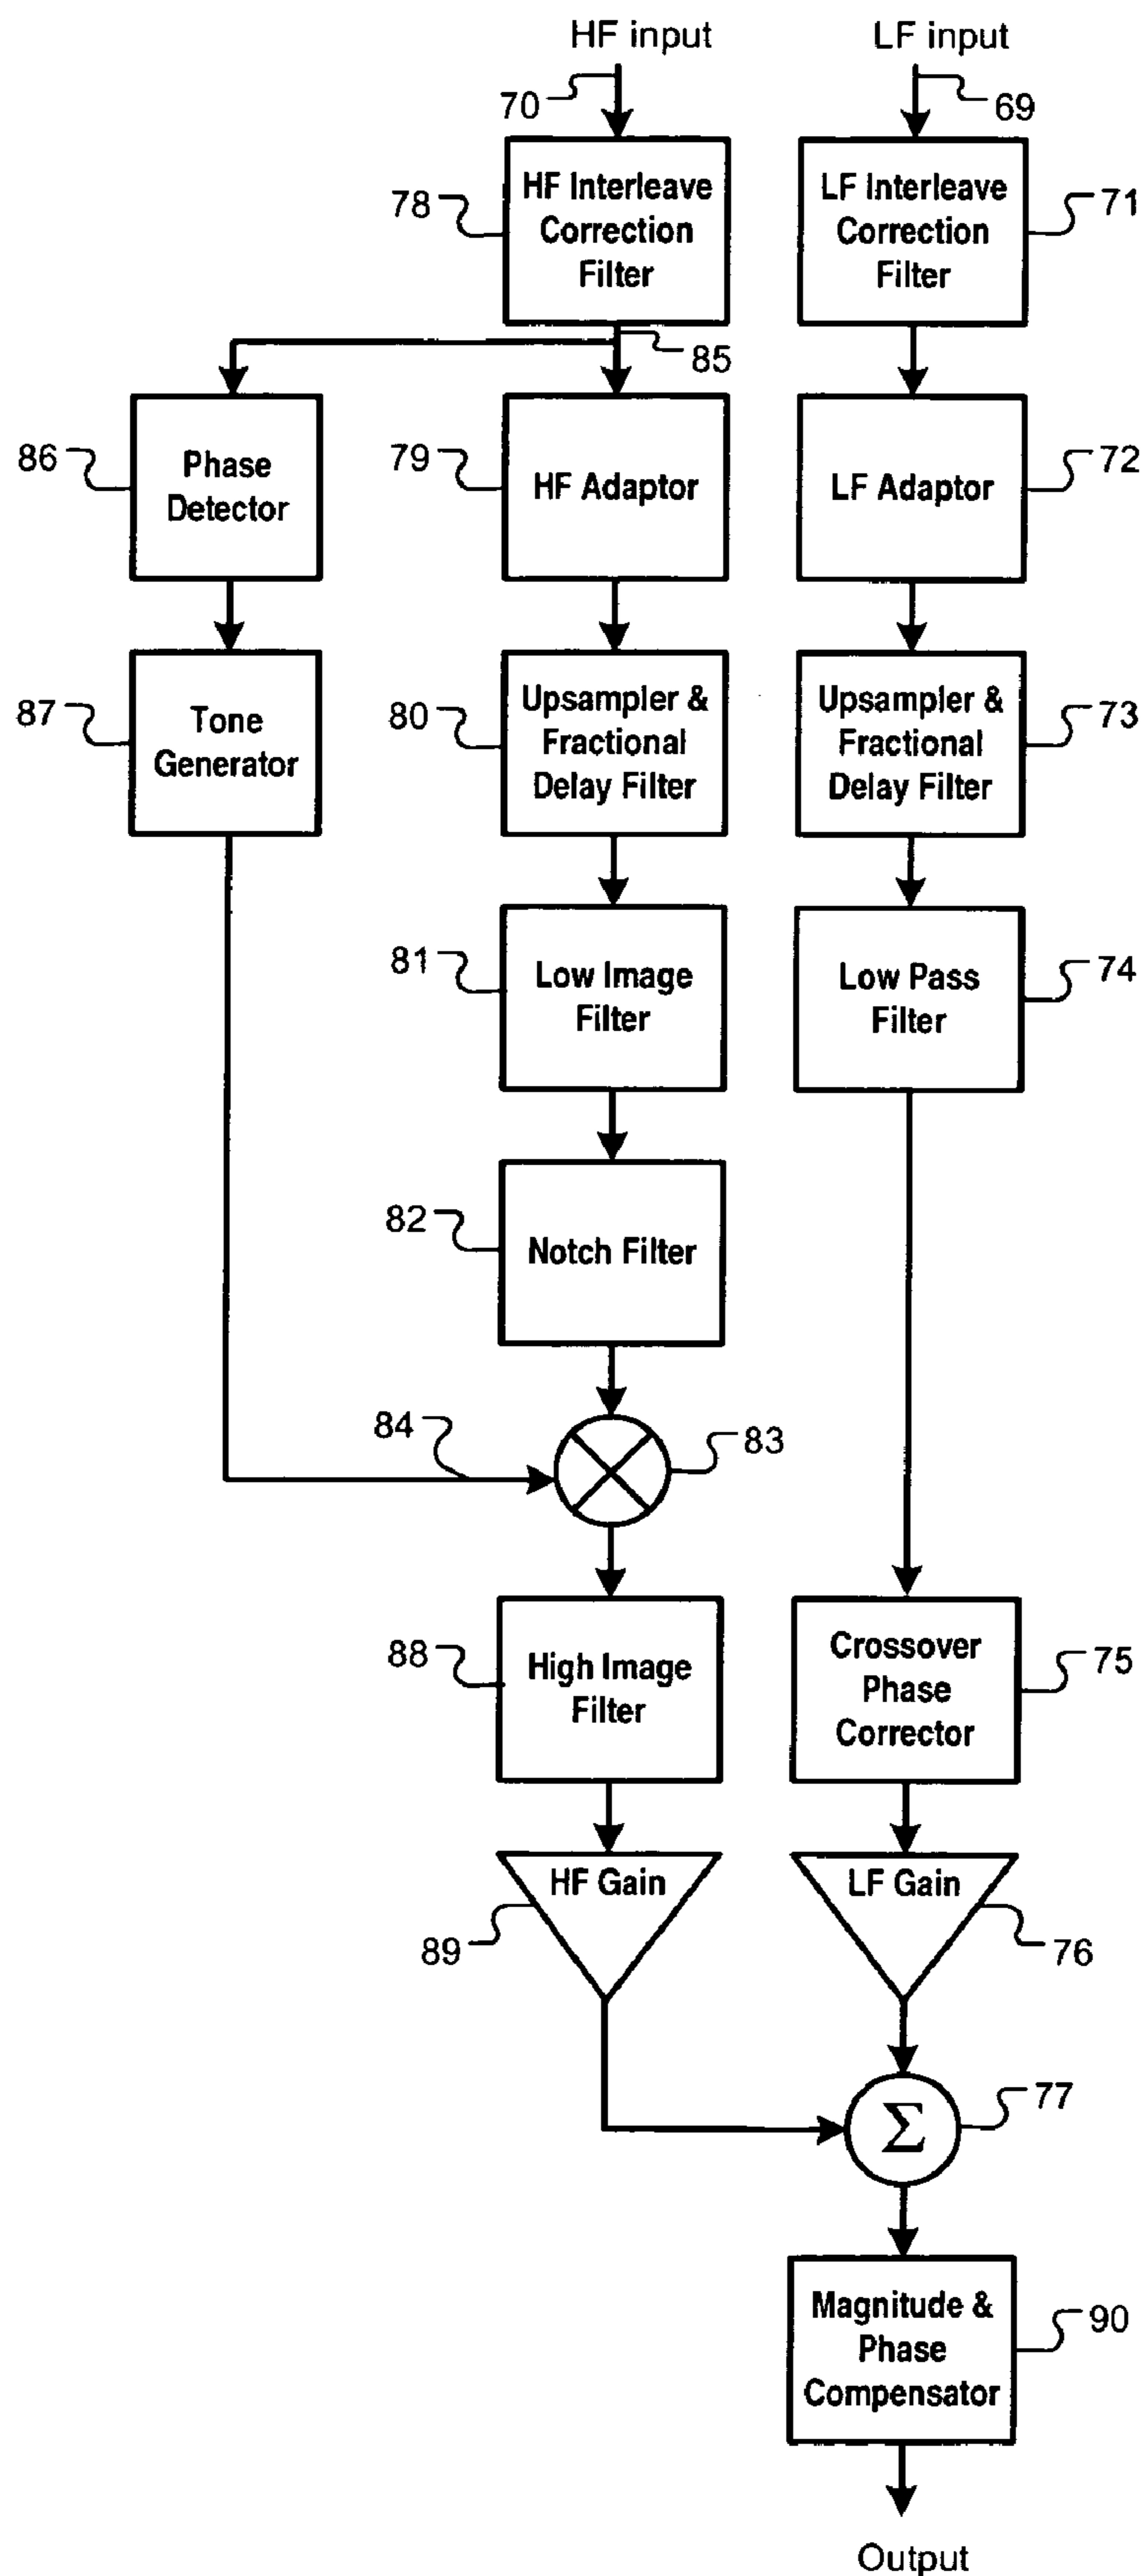 HF input
LF input
70
69
78
HF Interleave
Correction
Filter
LF Interleave
Correction
Filter
71
85
86
Phase
Detector
79
HF Adaptor
LF Adaptor
72
87
Tone
Generator
80
Upsampler &
Fractional
Delay Filter
Upsampler &
Fractional
Delay Filter
73
81
Low Image
Filter
Low Pass
Filter
74
82
Notch Filter
84
83
88
High Image
Filter
Crossover
Phase
Corrector
75
HF Gain
LF Gain
89
76
Σ
77
Magnitude &
Phase
Compensator
90
Output